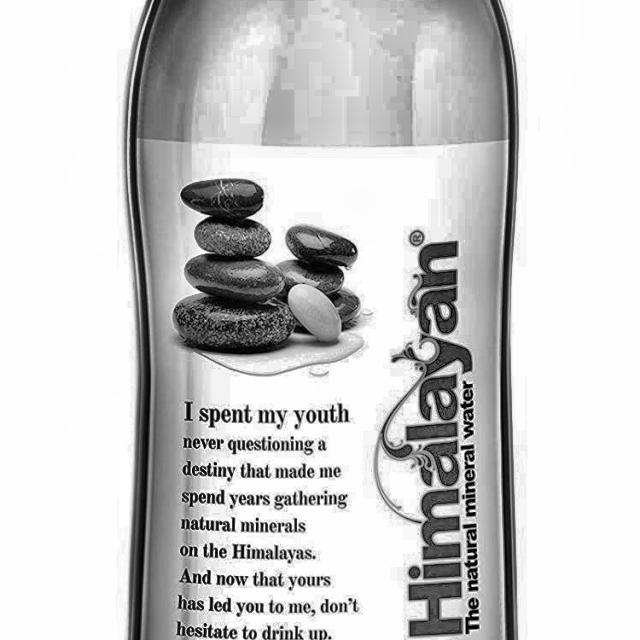 I spent my youth
never questioning a
destiny that made me
spend years gathering
natural minerals
on the Himalayas.
And now that yours
has led you to me, don't
hesitate to drink up.
Himalayan®
The natural mineral water